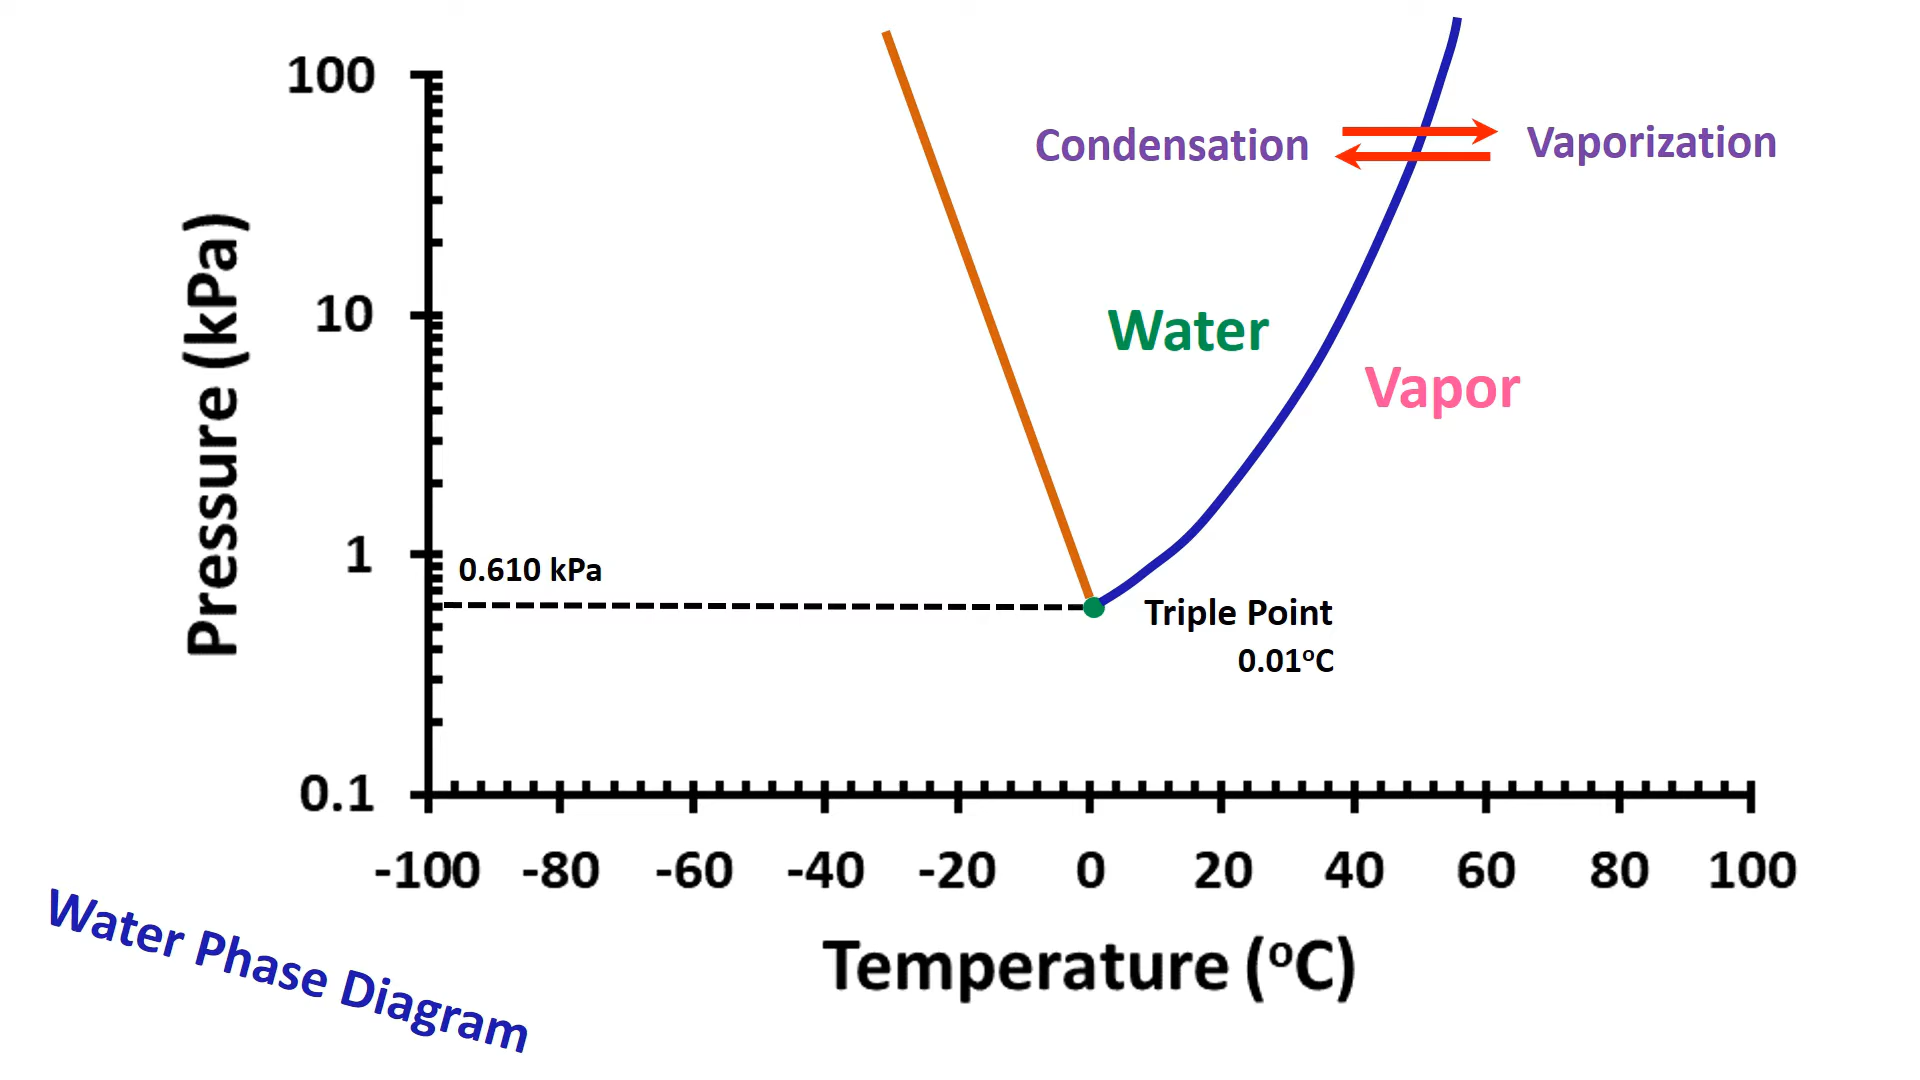 100
Condensation
Vaporization
Pressure (kPa)
10
Water
Vapor
1
0.610 kPa
Triple Point
0.01°C
0.1
-100 -80 -60 -40 -20 0 20 40 60 80 100
Temperature (°C)
Water Phase Diagram